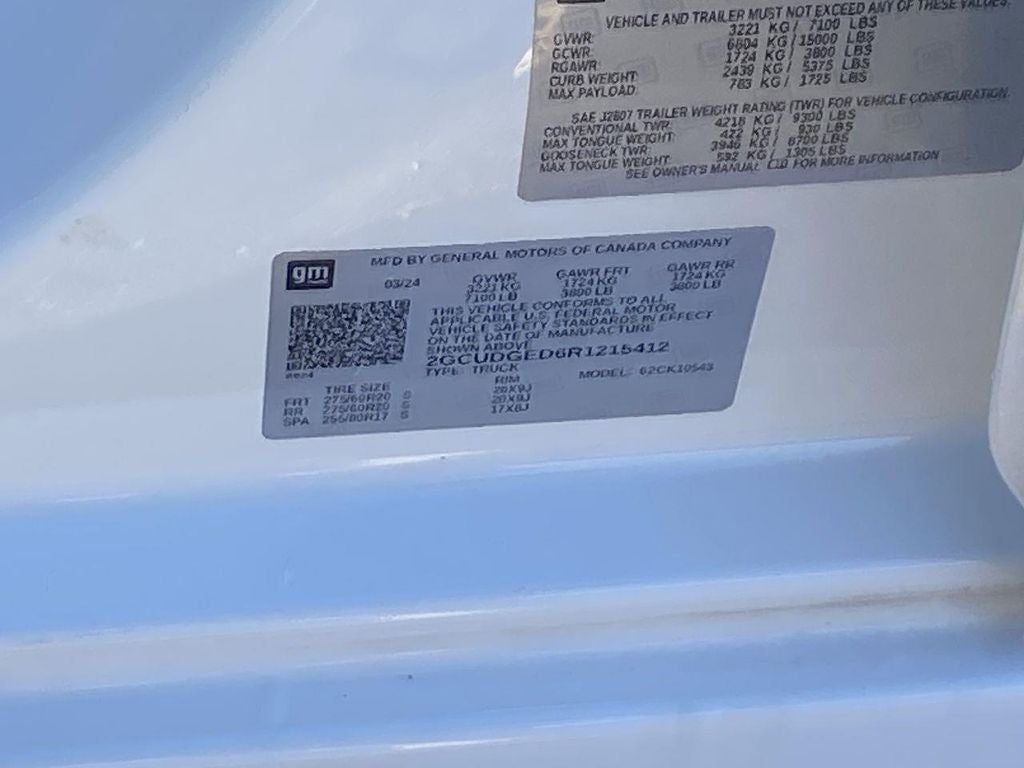 VEHICLE AND TRAILER MUST NOT EXCEED ANY OF THESE VALUES.
GVWR: 3221 KG/ 7100 LBS
GCWR: 6804 KG/15000 LBS
RGAWR: 1724 KG/ 3800 LBS
CURB WEIGHT: 2439 KG/ 5375 LBS
MAX PAYLOAD: 783 KG/ 1725 LBS
SAE J2807 TRAILER WEIGHT RATING (TWR) FOR VEHICLE CONFIGURATION.
CONVENTIONAL TWR: 4218 KG/ 9300 LBS
MAX TONGUE WEIGHT: 422 KG/ 930 LBS
GOOSENECK TWR: 3946 KG/ 8700 LBS
MAX TONGUE WEIGHT: 592 KG/ 1305 LBS
SEE OWNER'S MANUAL FOR MORE INFORMATION
gm
MFD BY GENERAL MOTORS OF CANADA COMPANY
03/24 GVWR GAWR FRT GAWR RR
3221 KG 1724 KG 1724 KG
7100 LB 3800 LB 3800 LB
THIS VEHICLE CONFORMS TO ALL
APPLICABLE U.S. FEDERAL MOTOR
VEHICLE SAFETY STANDARDS IN EFFECT
ON THE DATE OF MANUFACTURE
SHOWN ABOVE
2GCUDGED6R1215412
TYPE: TRUCK MODEL: 62CK10543
TIRE SIZE RIM
FRT 275/60R20 S 20X9J
RR 275/60R20 S 20X9J
SPA 255/80R17 S 17X8J